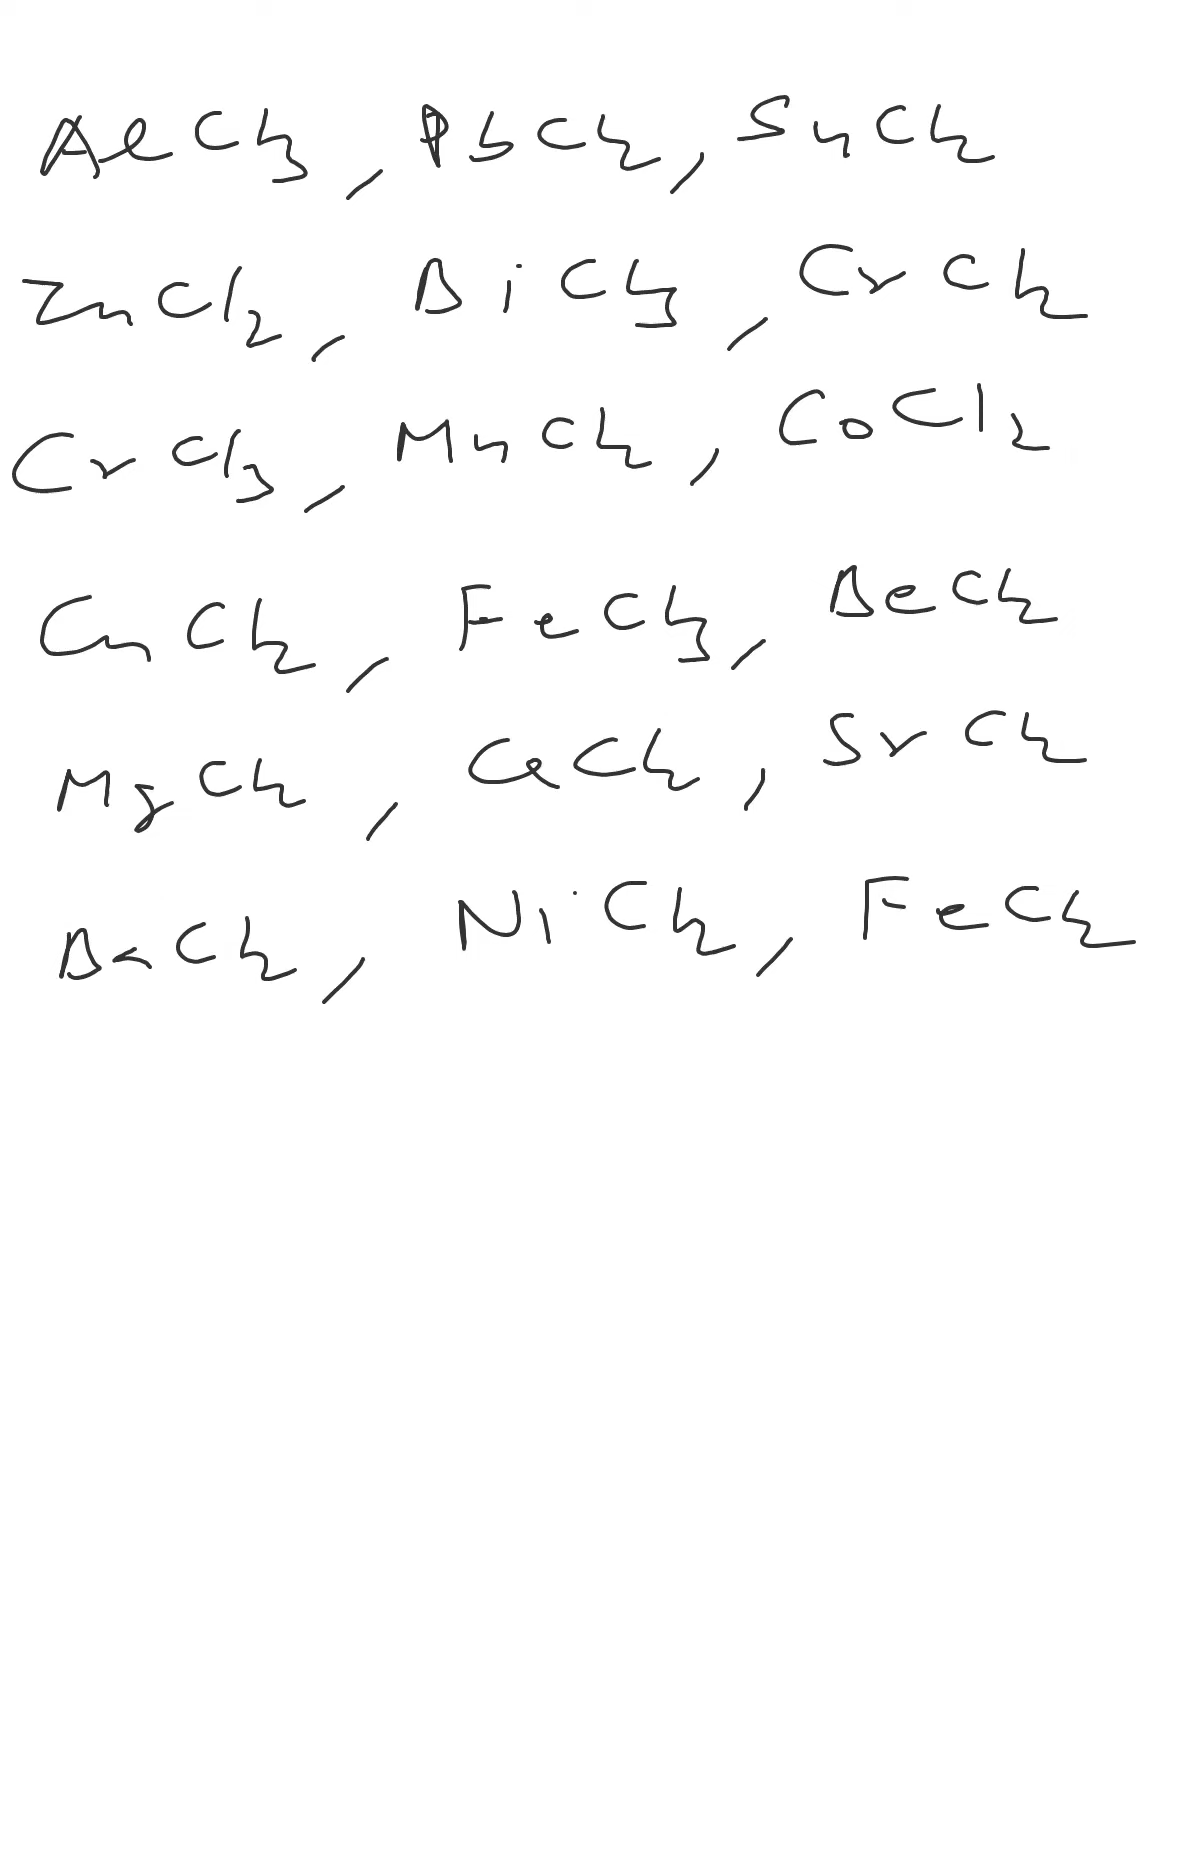 AlCl3, PbCl2, SnCl2
ZnCl2, BiCl3, CrCl2
CrCl3, MnCl2, CoCl2
CuCl2, FeCl3, BeCl2
MgCl2, CaCl2, SrCl2
BaCl2, NiCl2, FeCl2